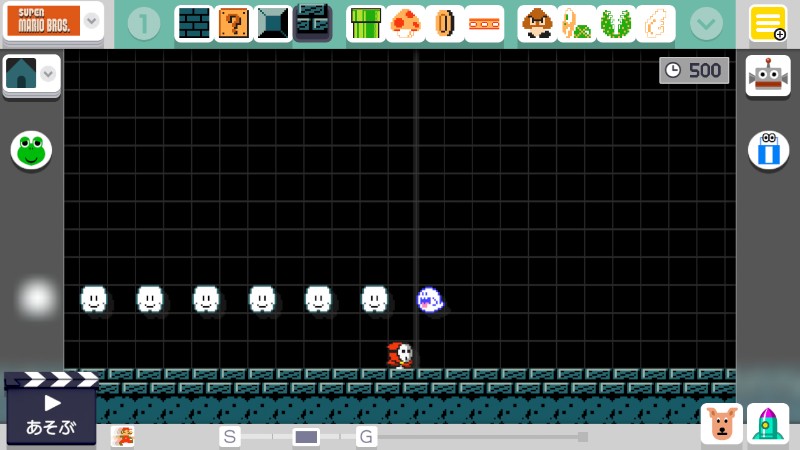 SUPER
MARIO BROS.
1
?
500
あそぶ
S
G